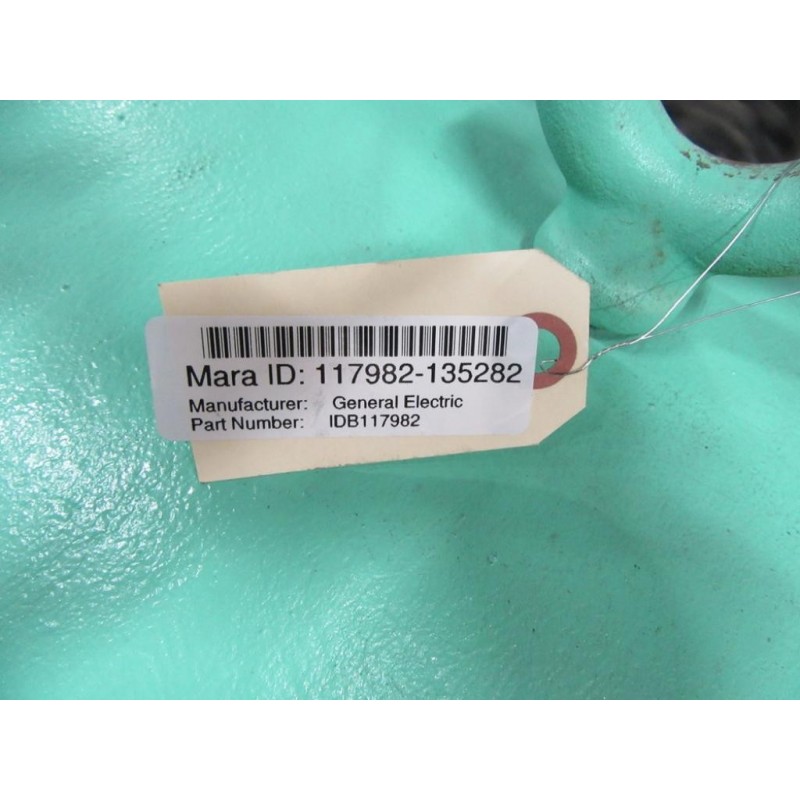 Mara ID: 117982-135282
Manufacturer: General Electric
Part Number: IDB117982